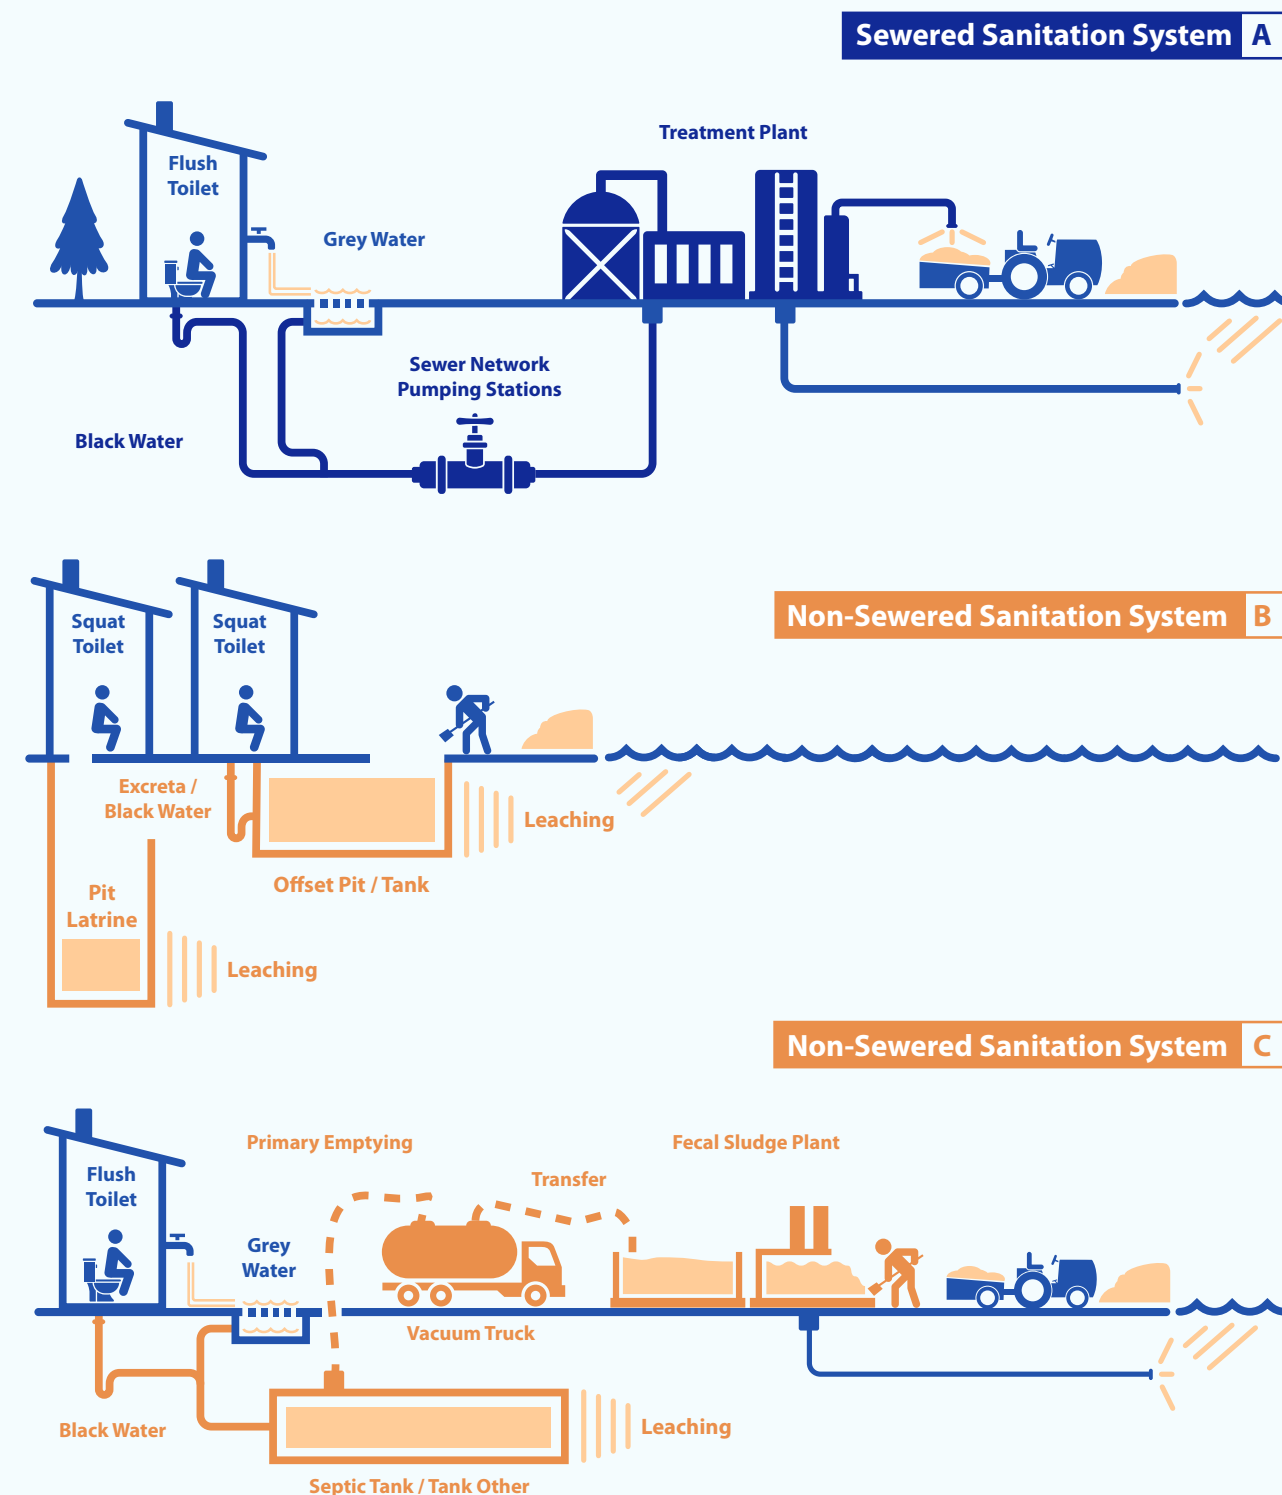 Sewered Sanitation System A
Treatment Plant
Flush
Toilet
Grey Water
Sewer Network
Pumping Stations
Black Water
Non-Sewered Sanitation System B
Squat
Toilet
Squat
Toilet
Excreta /
Black Water
Leaching
Offset Pit / Tank
Pit
Latrine
Leaching
Non-Sewered Sanitation System C
Primary Emptying
Fecal Sludge Plant
Flush
Toilet
Transfer
Grey
Water
Vacuum Truck
Black Water
Leaching
Septic Tank / Tank Other